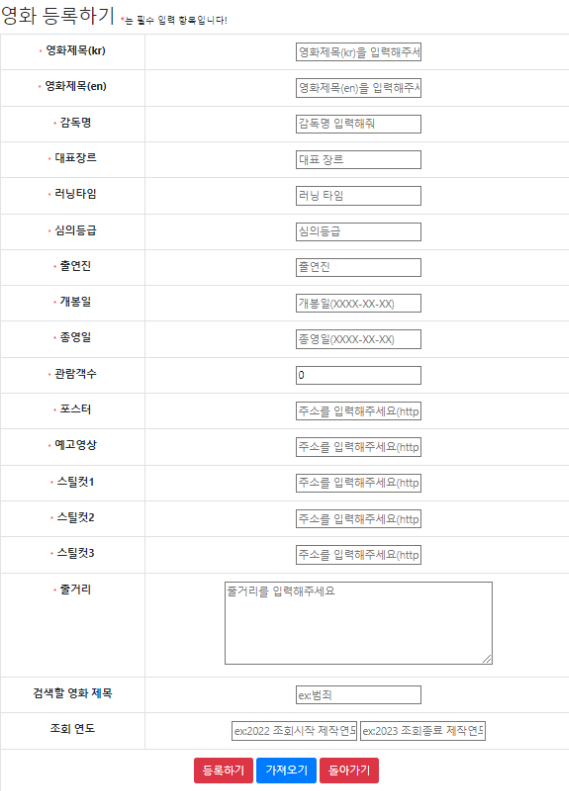 영화 등록하기 *는 필수 입력 항목입니다!
* 영화제목(kr) 영화제목(kr)을 입력해주세
* 영화제목(en) 영화제목(en)을 입력해주시
* 감독명 감독명 입력해줘
* 대표장르 대표 장르
* 러닝타임 러닝 타임
* 심의등급 심의등급
* 출연진 출연진
* 개봉일 개봉일(XXXX-XX-XX)
* 종영일 종영일(XXXX-XX-XX)
* 관람객수 0
* 포스터 주소를 입력해주세요(http
* 예고영상 주소를 입력해주세요(http
* 스틸컷1 주소를 입력해주세요(http
* 스틸컷2 주소를 입력해주세요(http
* 스틸컷3 주소를 입력해주세요(http
* 줄거리 줄거리를 입력해주세요
검색할 영화 제목 ex:범죄
조회 연도 ex:2022 조회시작 제작연도 ex:2023 조회종료 제작연도
등록하기 가져오기 돌아가기